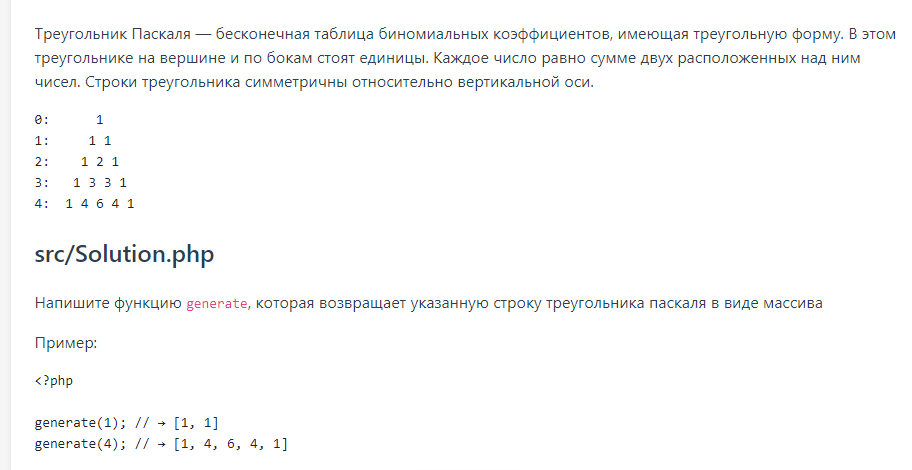 Треугольник Паскаля — бесконечная таблица биномиальных коэффициентов, имеющая треугольную форму. В этом
треугольнике на вершине и по бокам стоят единицы. Каждое число равно сумме двух расположенных над ним
чисел. Строки треугольника симметричны относительно вертикальной оси.
0:      1
1:     1 1
2:    1 2 1
3:   1 3 3 1
4:  1 4 6 4 1
src/Solution.php
Напишите функцию generate, которая возвращает указанную строку треугольника паскаля в виде массива
Пример:
<?php
generate(1); // → [1, 1]
generate(4); // → [1, 4, 6, 4, 1]